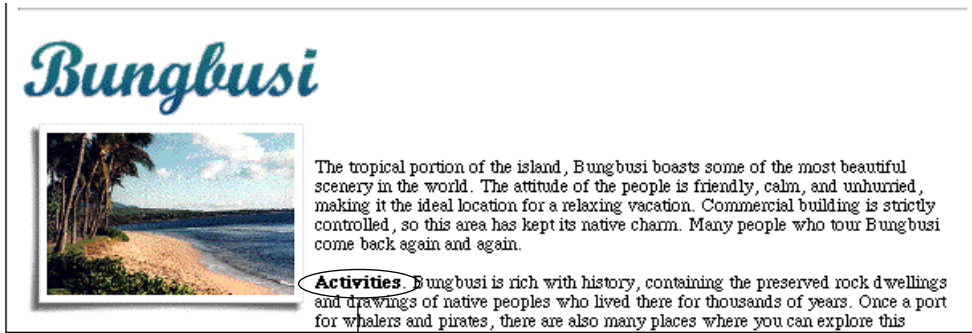 Bungbusi
The tropical portion of the island, Bungbusi boasts some of the most beautiful
scenery in the world. The attitude of the people is friendly, calm, and unhurried,
making it the ideal location for a relaxing vacation. Commercial building is strictly
controlled, so this area has kept its native charm. Many people who tour Bungbusi
come back again and again.
Activities. Bungbusi is rich with history, containing the preserved rock dwellings
and drawings of native peoples who lived there for thousands of years. Once a port
for whalers and pirates, there are also many places where you can explore this